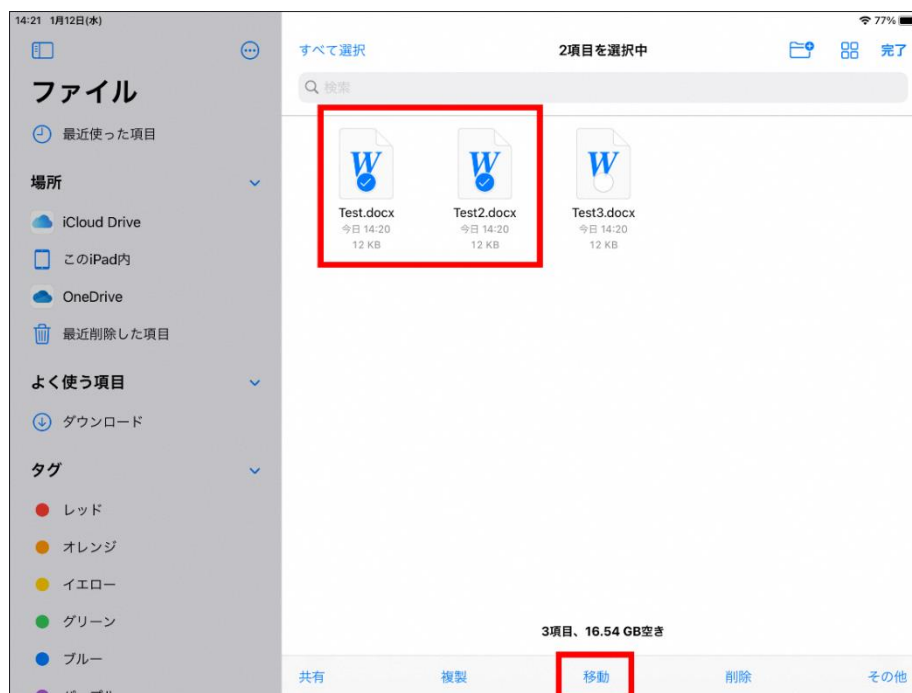 14:21 1月12日(水)
77%
すべて選択
2項目を選択中
完了
ファイル
検索
最近使った項目
場所
iCloud Drive
このiPad内
OneDrive
最近削除した項目
よく使う項目
ダウンロード
タグ
レッド
オレンジ
イエロー
グリーン
ブルー
W W W
Test.docx Test2.docx Test3.docx
今日 14:20 今日 14:20 今日 14:20
12 KB 12 KB 12 KB
3項目、16.54 GB空き
共有 複製 移動 削除 その他